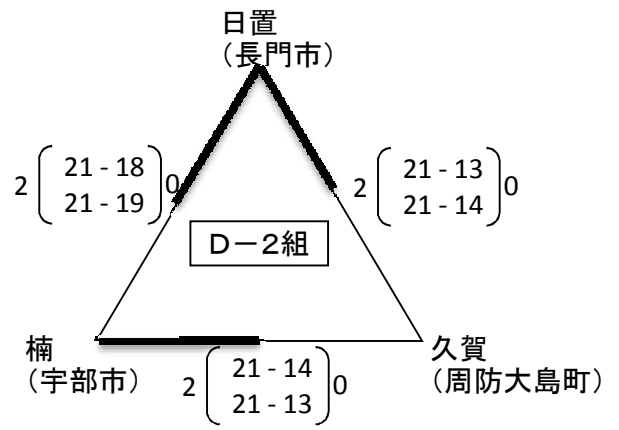 日置
（長門市）
2 21 - 18 0
21 - 19
2 21 - 13 0
21 - 14
D－2組
楠
（宇部市）
2 21 - 14 0
21 - 13
久賀
（周防大島町）